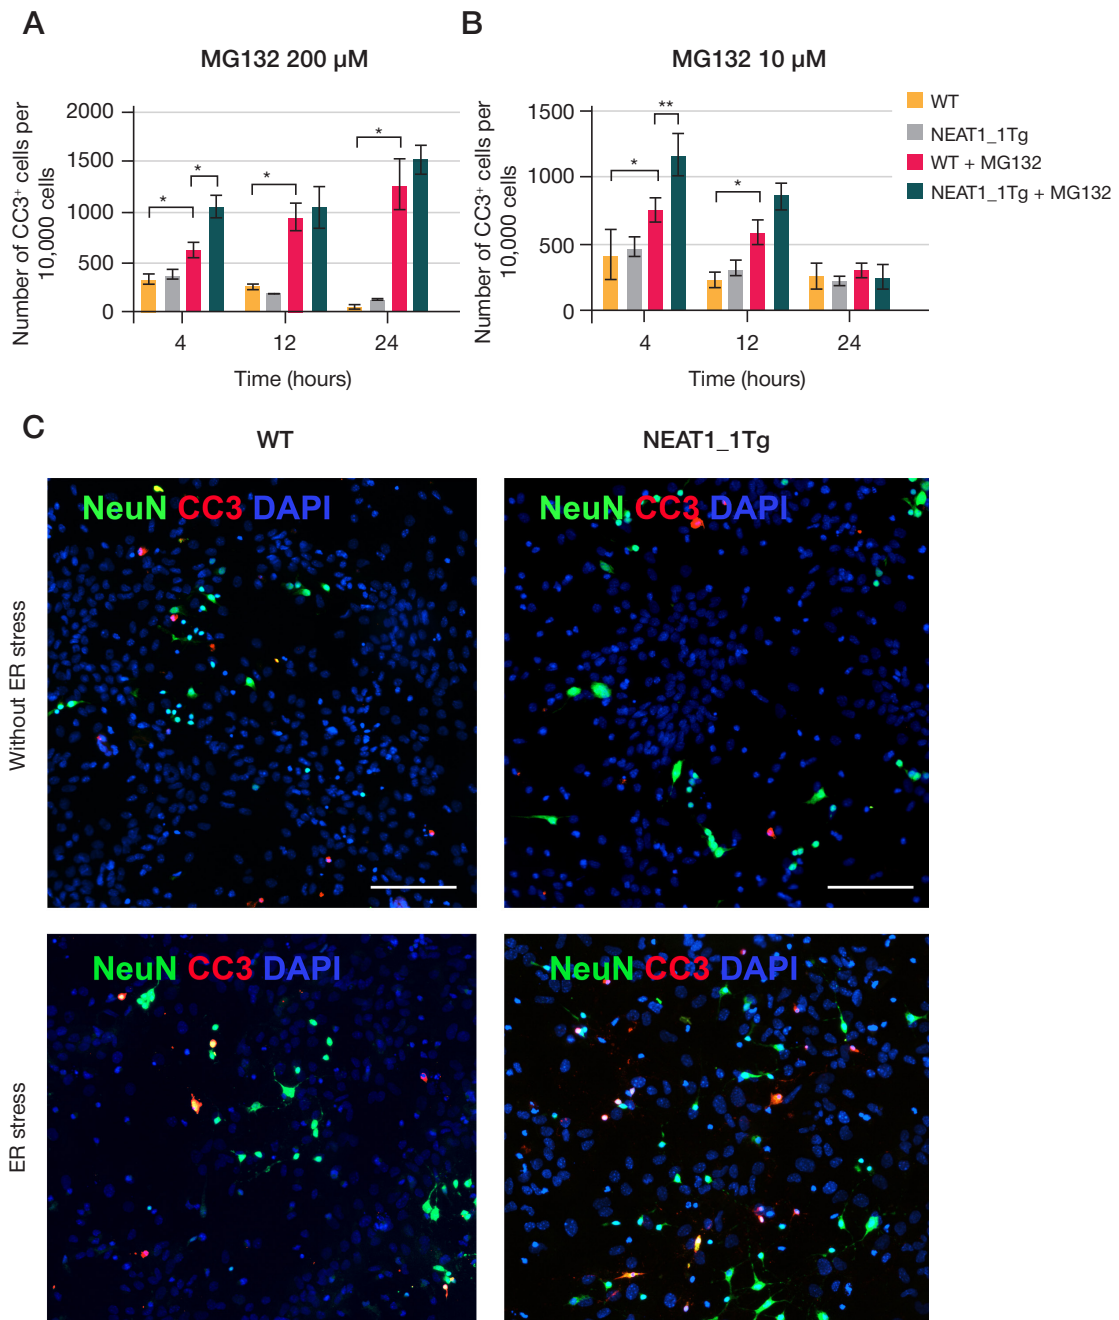 A
MG132 200 µM
Number of CC3⁺ cells per
10,000 cells
2000
1500
1000
500
0
*
*
*
*
4
12
24
Time (hours)
B
MG132 10 µM
Number of CC3⁺ cells per
10,000 cells
1500
1000
500
0
*
**
*
4
12
24
Time (hours)
WT
NEAT1_1Tg
WT + MG132
NEAT1_1Tg + MG132
C
WT
NEAT1_1Tg
Without ER stress
NeuN CC3 DAPI
NeuN CC3 DAPI
ER stress
NeuN CC3 DAPI
NeuN CC3 DAPI